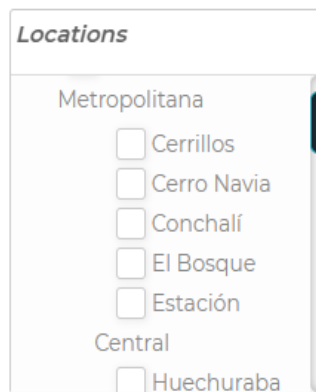 Locations
Metropolitana
Cerrillos
Cerro Navia
Conchalí
El Bosque
Estación
Central
Huechuraba